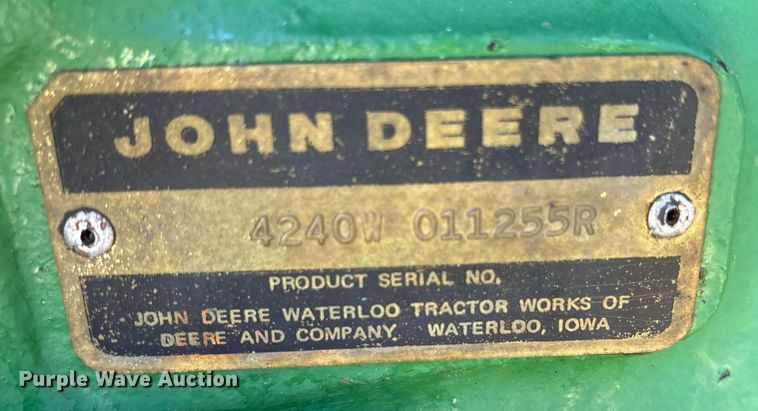 JOHN DEERE
4240W 011255R
PRODUCT SERIAL NO.
JOHN DEERE WATERLOO TRACTOR WORKS OF
DEERE AND COMPANY. WATERLOO, IOWA
Purple Wave Auction